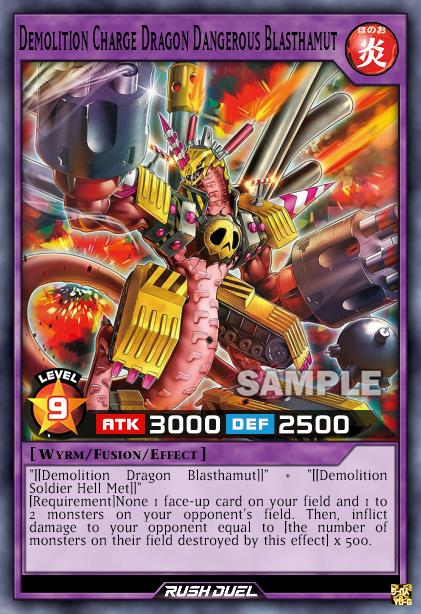 Demolition Charge Dragon Dangerous Blasthamut
ほのお
炎
SAMPLE
LEVEL
9
ATK 3000 DEF 2500
[ Wyrm/Fusion/Effect ]
"[[Demolition Dragon Blasthamut]]" + "[[Demolition
Soldier Hell Met]]"
[Requirement]None 1 face-up card on your field and 1 to
2 monsters on your opponent's field. Then, inflict
damage to your opponent equal to [the number of
monsters on their field destroyed by this effect] x 500.
RUSH DUEL